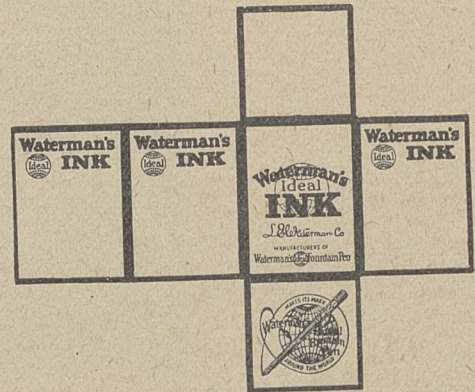 Waterman's
Ideal
INK
Waterman's
Ideal
INK
Waterman's
Ideal
INK
L.E. Waterman Co
MANUFACTURERS OF
Waterman's Ideal Fountain Pen
Waterman's
Ideal
INK
MAKES ITS MARK
Waterman's
Ideal
Fountain
Pen
AROUND THE WORLD